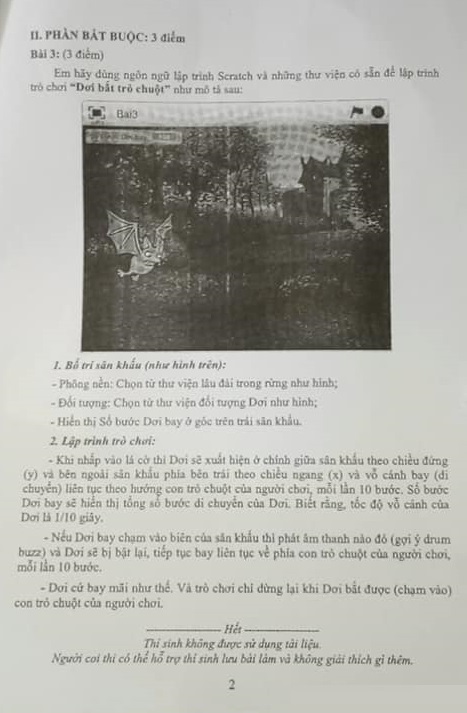 II. PHẦN BẮT BUỘC: 3 điểm
Bài 3: (3 điểm)
Em hãy dùng ngôn ngữ lập trình Scratch và những thư viện có sẵn để lập trình
trò chơi “Dơi bắt trỏ chuột” như mô tả sau:
Bai3
1. Bố trí sân khấu (như hình trên):
- Phông nền: Chọn từ thư viện lâu đài trong rừng như hình;
- Đối tượng: Chọn từ thư viện đối tượng Dơi như hình;
- Hiển thị Số bước Dơi bay ở góc trên trái sân khấu.
2. Lập trình trò chơi:
- Khi nhấp vào lá cờ thì Dơi sẽ xuất hiện ở chính giữa sân khấu theo chiều đứng
(y) và bên ngoài sân khấu phía bên trái theo chiều ngang (x) và vỗ cánh bay (di
chuyển) liên tục theo hướng con trỏ chuột của người chơi, mỗi lần 10 bước. Số bước
Dơi bay sẽ hiển thị tổng số bước di chuyển của Dơi. Biết rằng, tốc độ vỗ cánh của
Dơi là 1/10 giây.
- Nếu Dơi bay chạm vào biên của sân khấu thì phát âm thanh nào đó (gợi ý drum
buzz) và Dơi sẽ bị bật lại, tiếp tục bay liên tục về phía con trỏ chuột của người chơi,
mỗi lần 10 bước.
- Dơi cứ bay mãi như thế. Và trò chơi chỉ dừng lại khi Dơi bắt được (chạm vào)
con trỏ chuột của người chơi.
Hết
Thí sinh không được sử dụng tài liệu.
Người coi thi có thể hỗ trợ thí sinh lưu bài làm và không giải thích gì thêm.
2